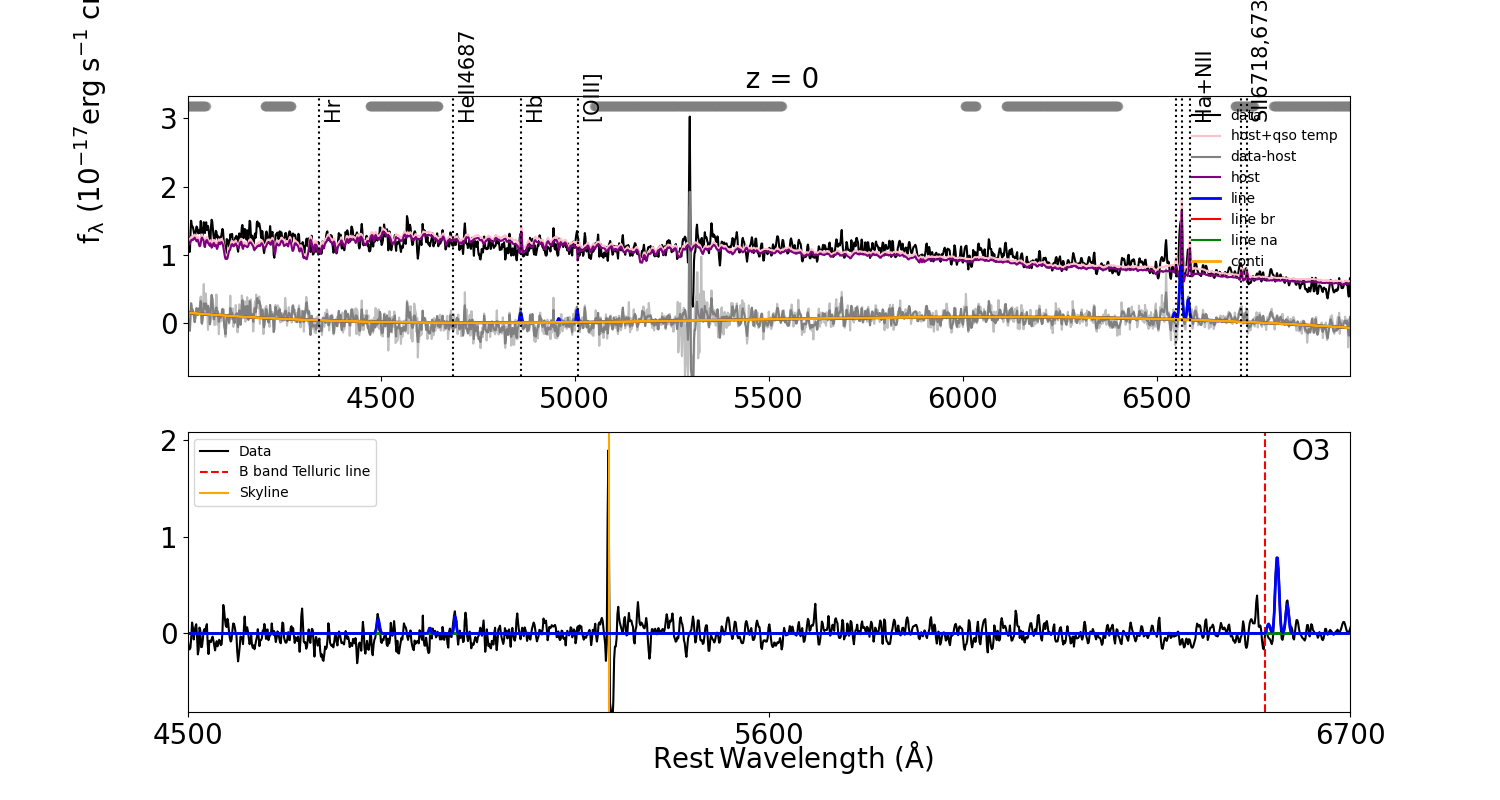 z = 0
f_λ (10^−17 erg s^−1
Hr
HeII4687
Hb
[OIII]
Ha+NII
SII6718,673
data
host+qso temp
data-host
host
line
line br
line na
conti
3
2
1
0
4500 5000 5500 6000 6500
O3
Data
B band Telluric line
Skyline
2
1
0
4500 5600 6700
Rest Wavelength (Å)